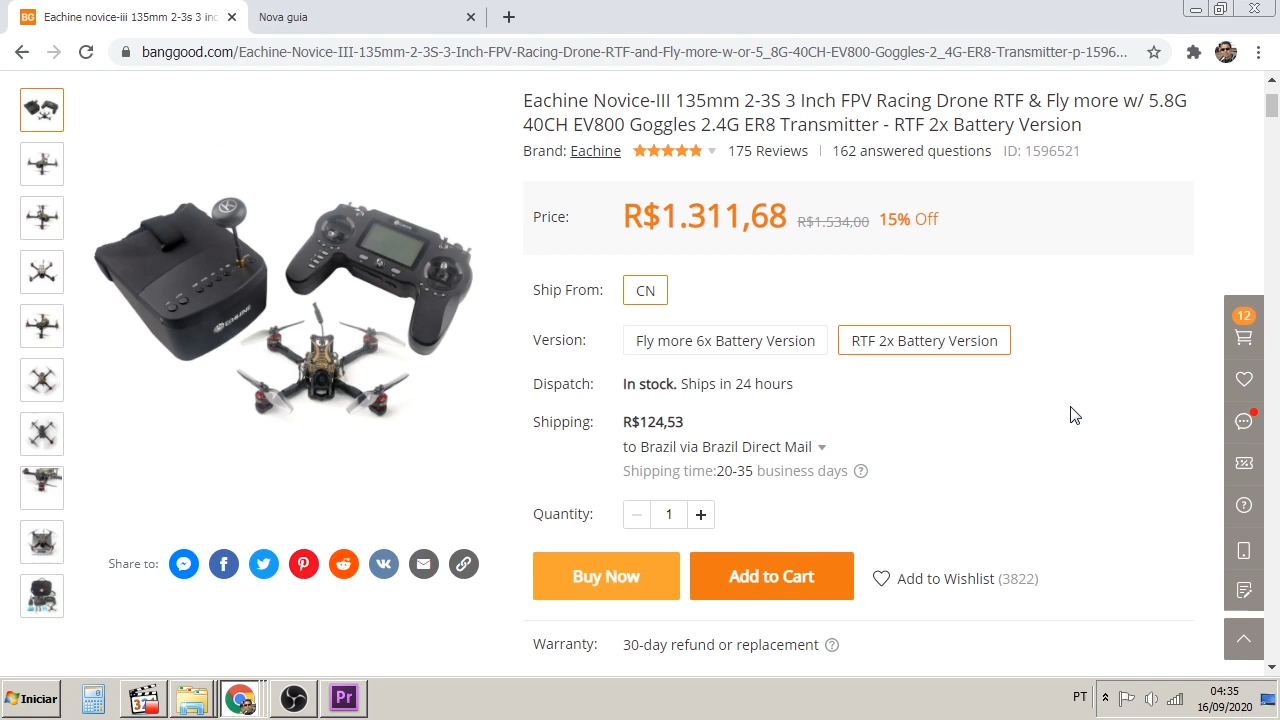 Eachine novice-iii 135mm 2-3s 3 inc
Nova guia
banggood.com/Eachine-Novice-III-135mm-2-3S-3-Inch-FPV-Racing-Drone-RTF-and-Fly-more-w-or-5_8G-40CH-EV800-Goggles-2_4G-ER8-Transmitter-p-1596...
Eachine Novice-III 135mm 2-3S 3 Inch FPV Racing Drone RTF & Fly more w/ 5.8G
40CH EV800 Goggles 2.4G ER8 Transmitter - RTF 2x Battery Version
Brand: Eachine 175 Reviews 162 answered questions ID: 1596521
Price: R$1.311,68 R$1.534,00 15% Off
Ship From: CN
Version: Fly more 6x Battery Version RTF 2x Battery Version
Dispatch: In stock. Ships in 24 hours
Shipping: R$124,53
to Brazil via Brazil Direct Mail
Shipping time:20-35 business days
Quantity: 1
Share to:
Buy Now Add to Cart Add to Wishlist (3822)
Warranty: 30-day refund or replacement
12
EACHINE
Iniciar
Pr
PT
04:35
16/09/2020